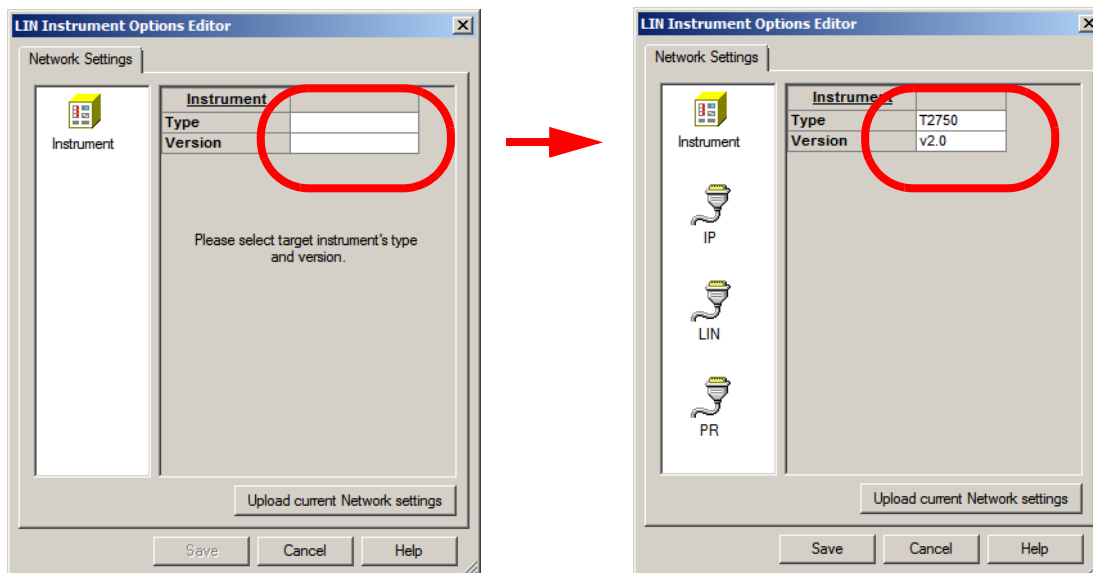 LIN Instrument Options Editor
Network Settings
Instrument
Instrument
Type
Version
Please select target instrument's type
and version.
Upload current Network settings
Save
Cancel
Help
LIN Instrument Options Editor
Network Settings
Instrument
IP
LIN
PR
Instrument
Type T2750
Version v2.0
Upload current Network settings
Save
Cancel
Help